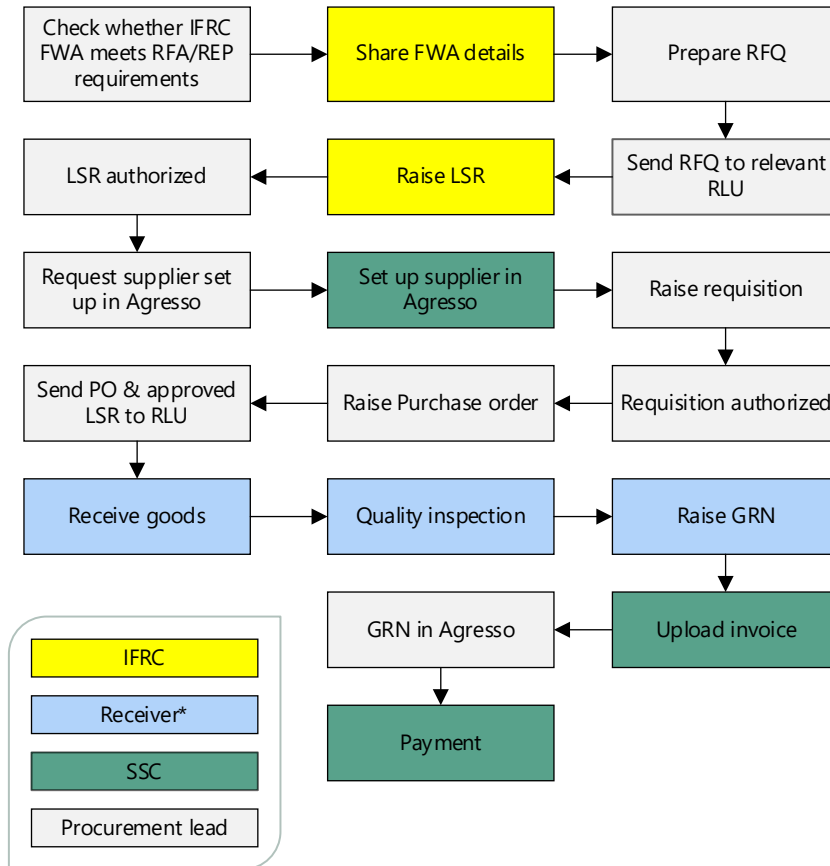 Check whether IFRC
FWA meets RFA/REP
requirements
Share FWA details
Prepare RFQ
LSR authorized
Raise LSR
Send RFQ to relevant
RLU
Request supplier set
up in Agresso
Set up supplier in
Agresso
Raise requisition
Send PO & approved
LSR to RLU
Raise Purchase order
Requisition authorized
Receive goods
Quality inspection
Raise GRN
GRN in Agresso
Upload invoice
Payment
IFRC
Receiver*
SSC
Procurement lead